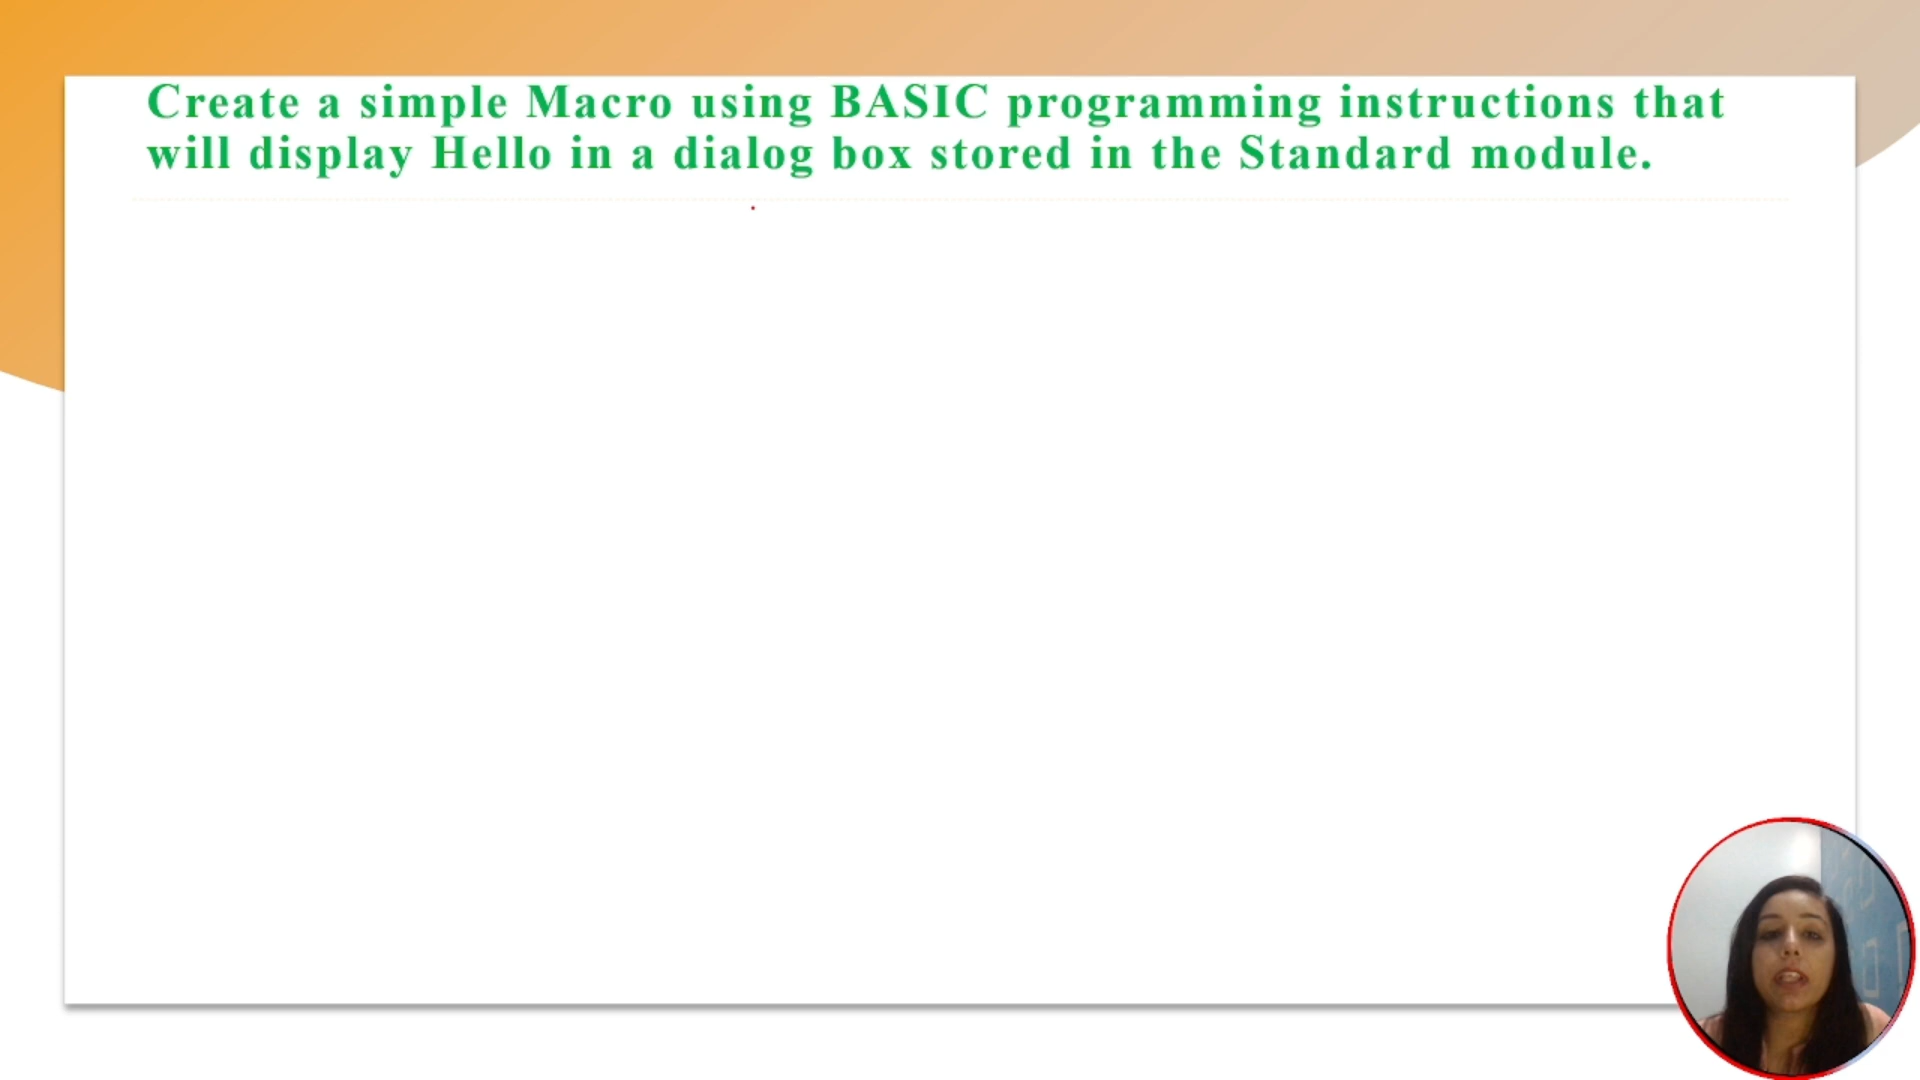 Create a simple Macro using BASIC programming instructions that
will display Hello in a dialog box stored in the Standard module.